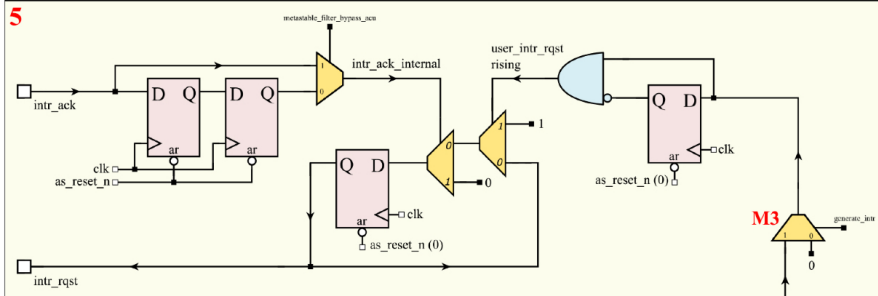 5
metastable_filter_bypass_acn
user_intr_rqst
rising
intr_ack_internal
1
0
intr_ack
D Q
D Q
ar
ar
clk
as_reset_n
1
1
0
0
1
0
Q D
clk
ar
as_reset_n (0)
Q D
clk
ar
as_reset_n (0)
M3
generate_intr
1 0
0
intr_rqst